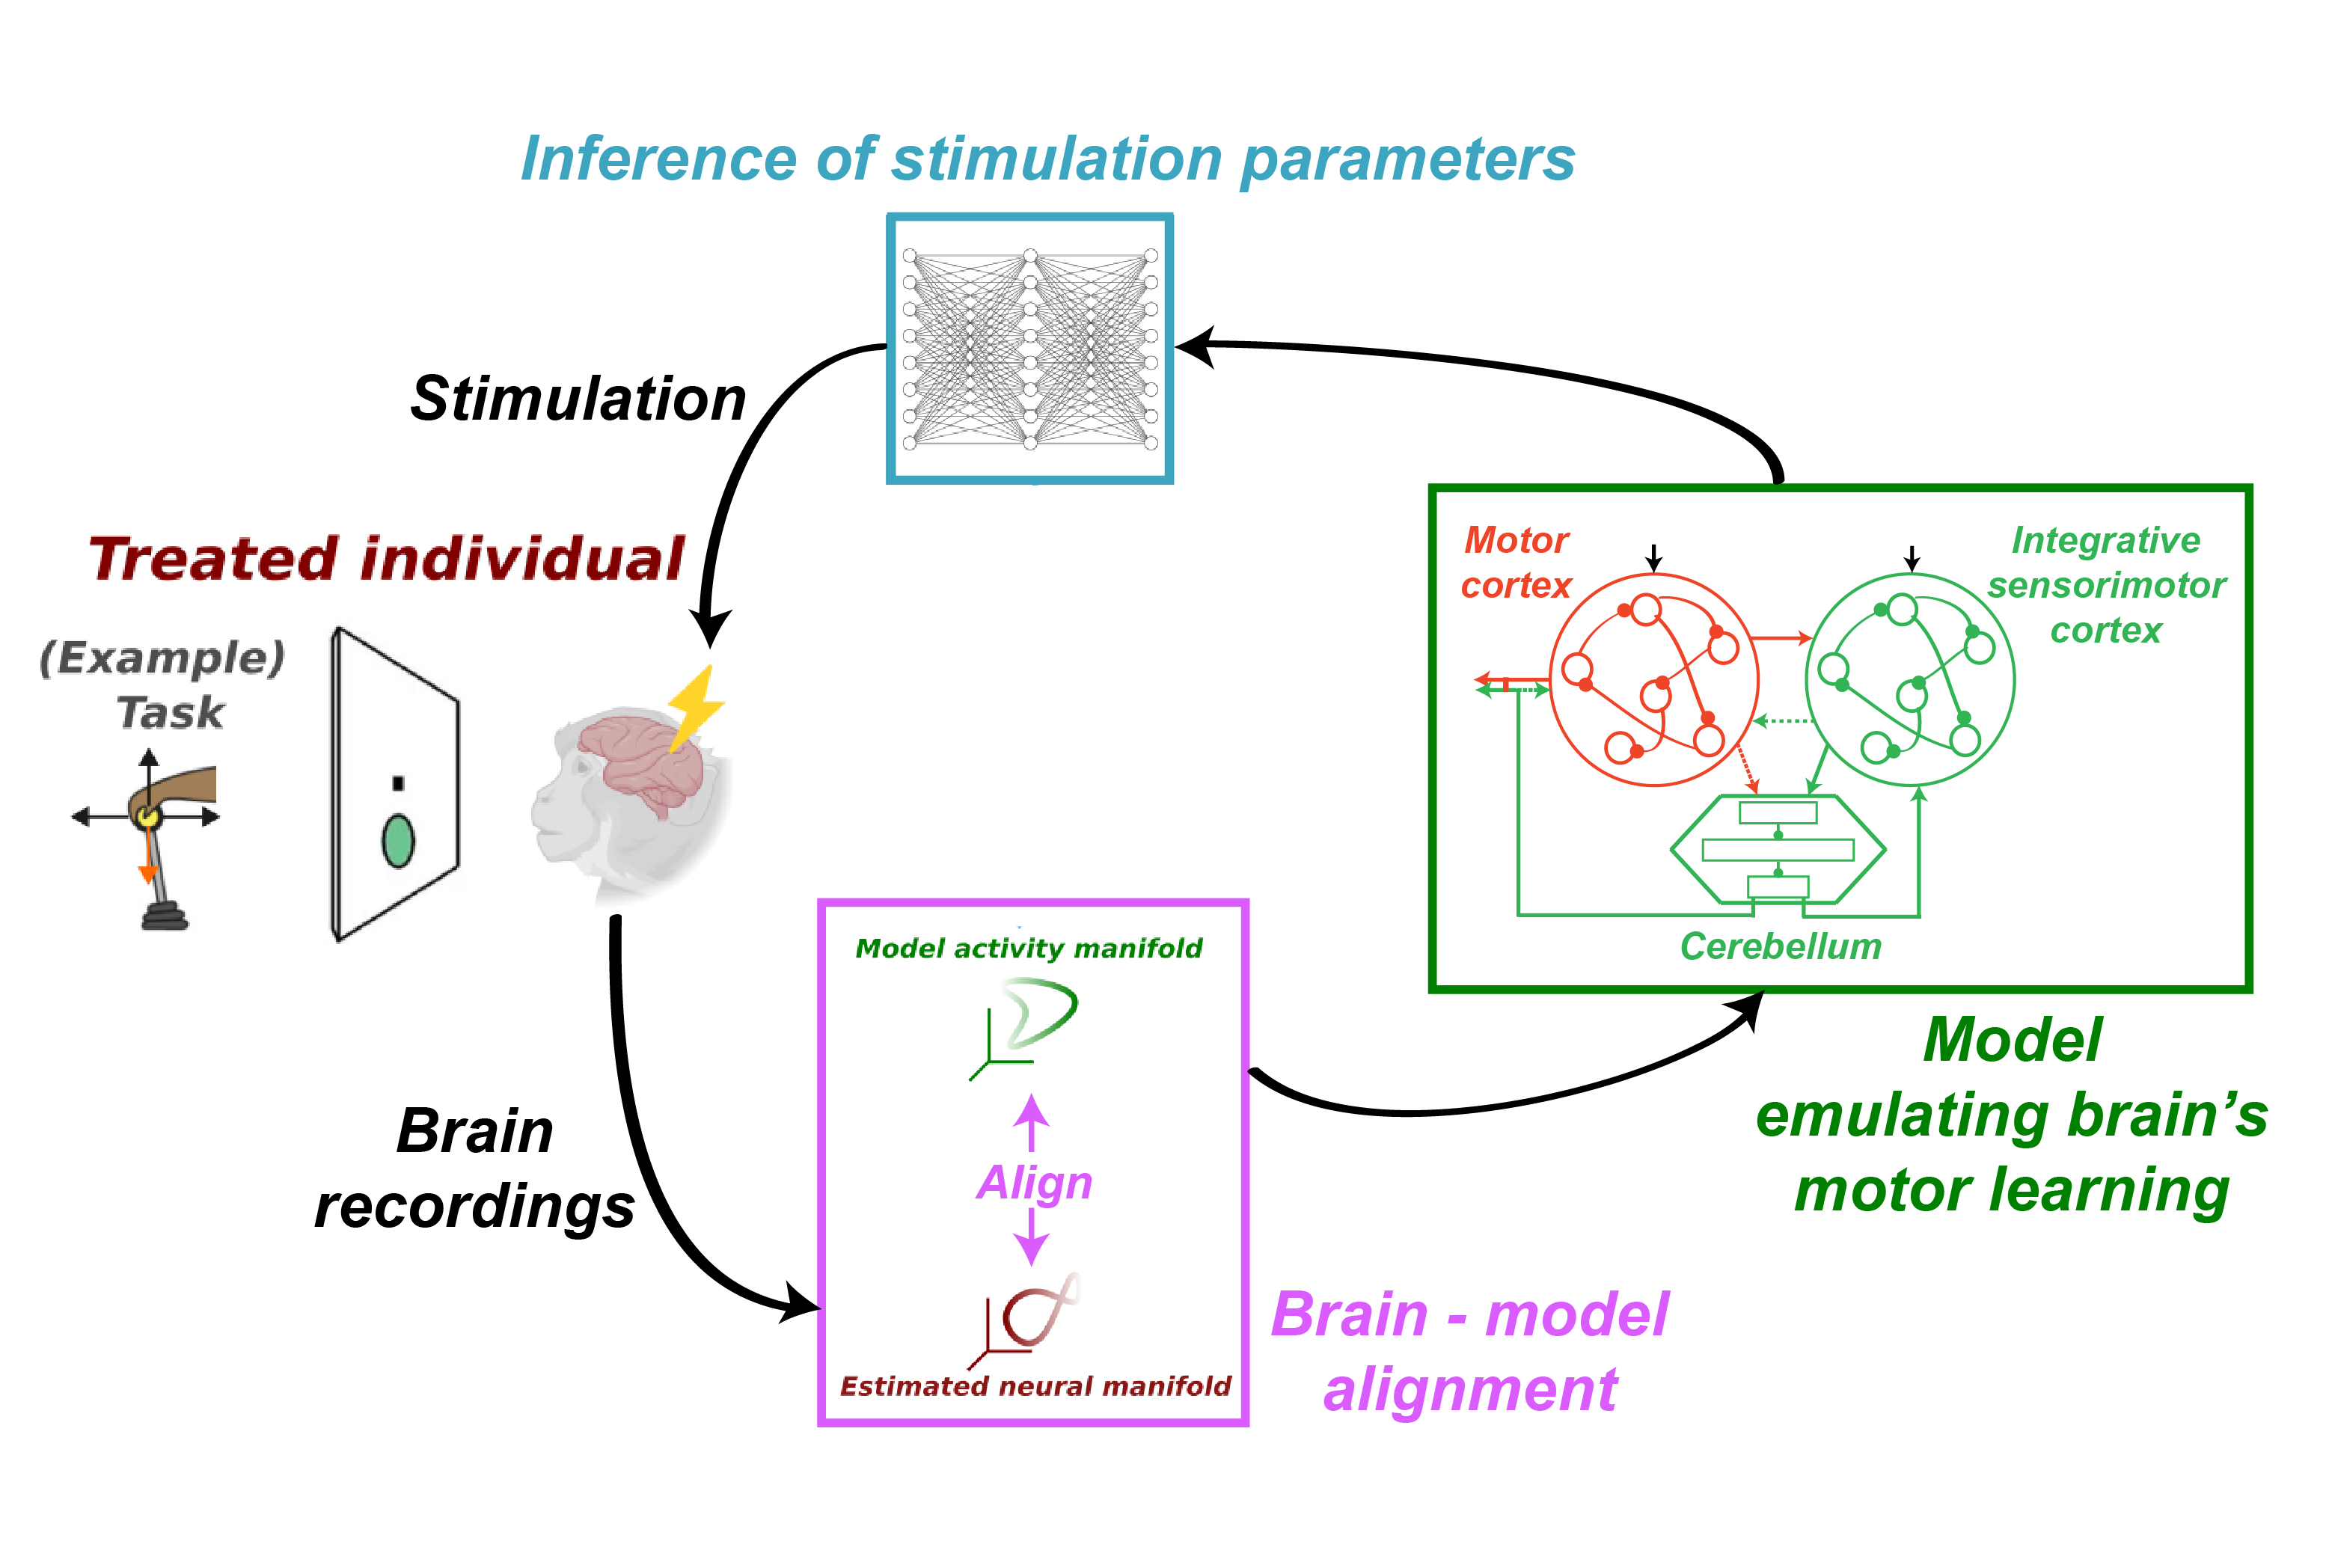 Inference of stimulation parameters
Stimulation
Treated individual
(Example)
Task
Motor
cortex
Integrative
sensorimotor
cortex
Cerebellum
Model activity manifold
Align
Estimated neural manifold
Brain
recordings
Brain - model
alignment
Model
emulating brain’s
motor learning